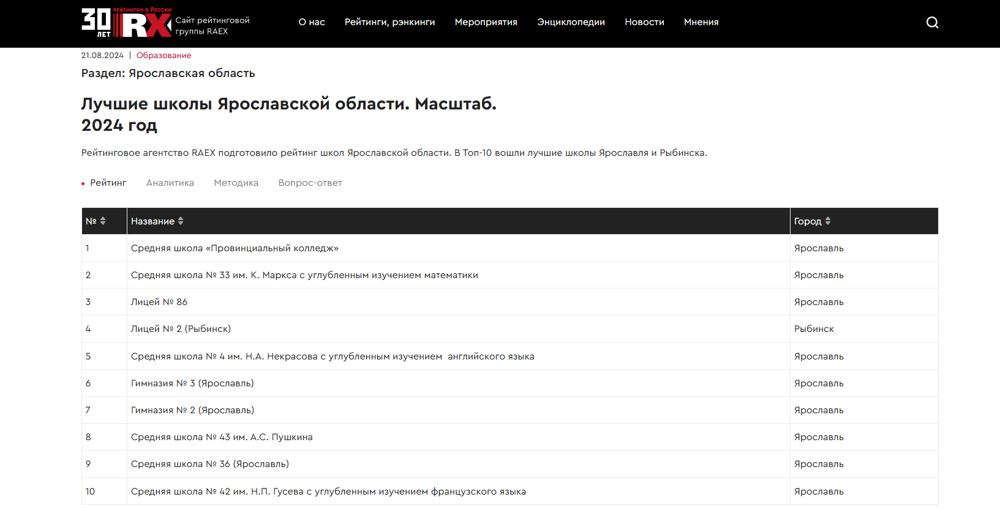 30 ЛЕТ
РЕЙТИНГАМ В РОССИИ
RX
Сайт рейтинговой
группы RAEX
О нас Рейтинги, рэнкинги Мероприятия Энциклопедии Новости Мнения
21.08.2024 | Образование
Раздел: Ярославская область
Лучшие школы Ярославской области. Масштаб.
2024 год
Рейтинговое агентство RAEX подготовило рейтинг школ Ярославской области. В Топ-10 вошли лучшие школы Ярославля и Рыбинска.
Рейтинг Аналитика Методика Вопрос-ответ
№ Название Город
1 Средняя школа «Провинциальный колледж» Ярославль
2 Средняя школа № 33 им. К. Маркса с углубленным изучением математики Ярославль
3 Лицей № 86 Ярославль
4 Лицей № 2 (Рыбинск) Рыбинск
5 Средняя школа № 4 им. Н.А. Некрасова с углубленным изучением английского языка Ярославль
6 Гимназия № 3 (Ярославль) Ярославль
7 Гимназия № 2 (Ярославль) Ярославль
8 Средняя школа № 43 им. А.С. Пушкина Ярославль
9 Средняя школа № 36 (Ярославль) Ярославль
10 Средняя школа № 42 им. Н.П. Гусева с углубленным изучением французского языка Ярославль